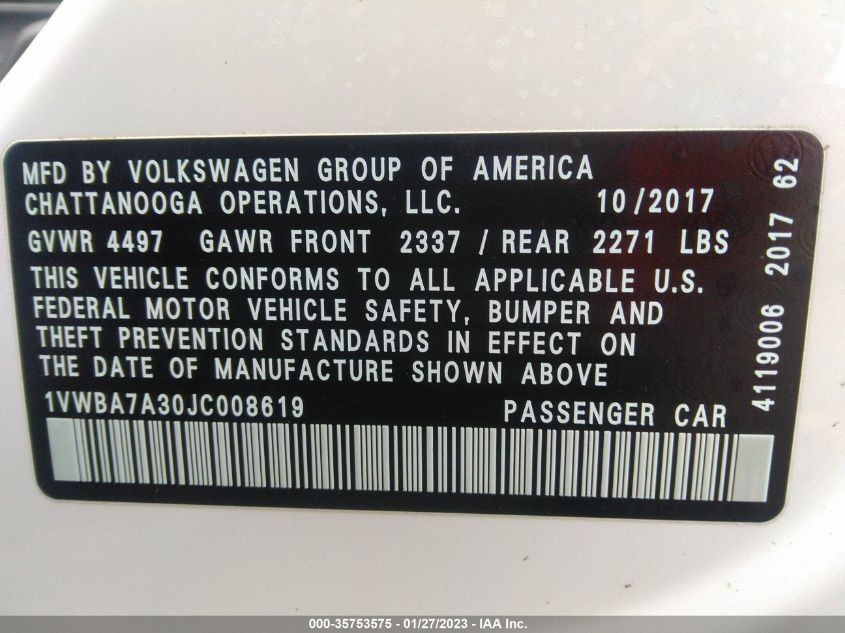 MFD BY VOLKSWAGEN GROUP OF AMERICA
CHATTANOOGA OPERATIONS, LLC. 10/2017
GVWR 4497 GAWR FRONT 2337 / REAR 2271 LBS
THIS VEHICLE CONFORMS TO ALL APPLICABLE U.S.
FEDERAL MOTOR VEHICLE SAFETY, BUMPER AND
THEFT PREVENTION STANDARDS IN EFFECT ON
THE DATE OF MANUFACTURE SHOWN ABOVE
1VWBA7A30JC008619 PASSENGER CAR
4119006 2017 62
000-35753575 — 01/27/2023 - IAA Inc.